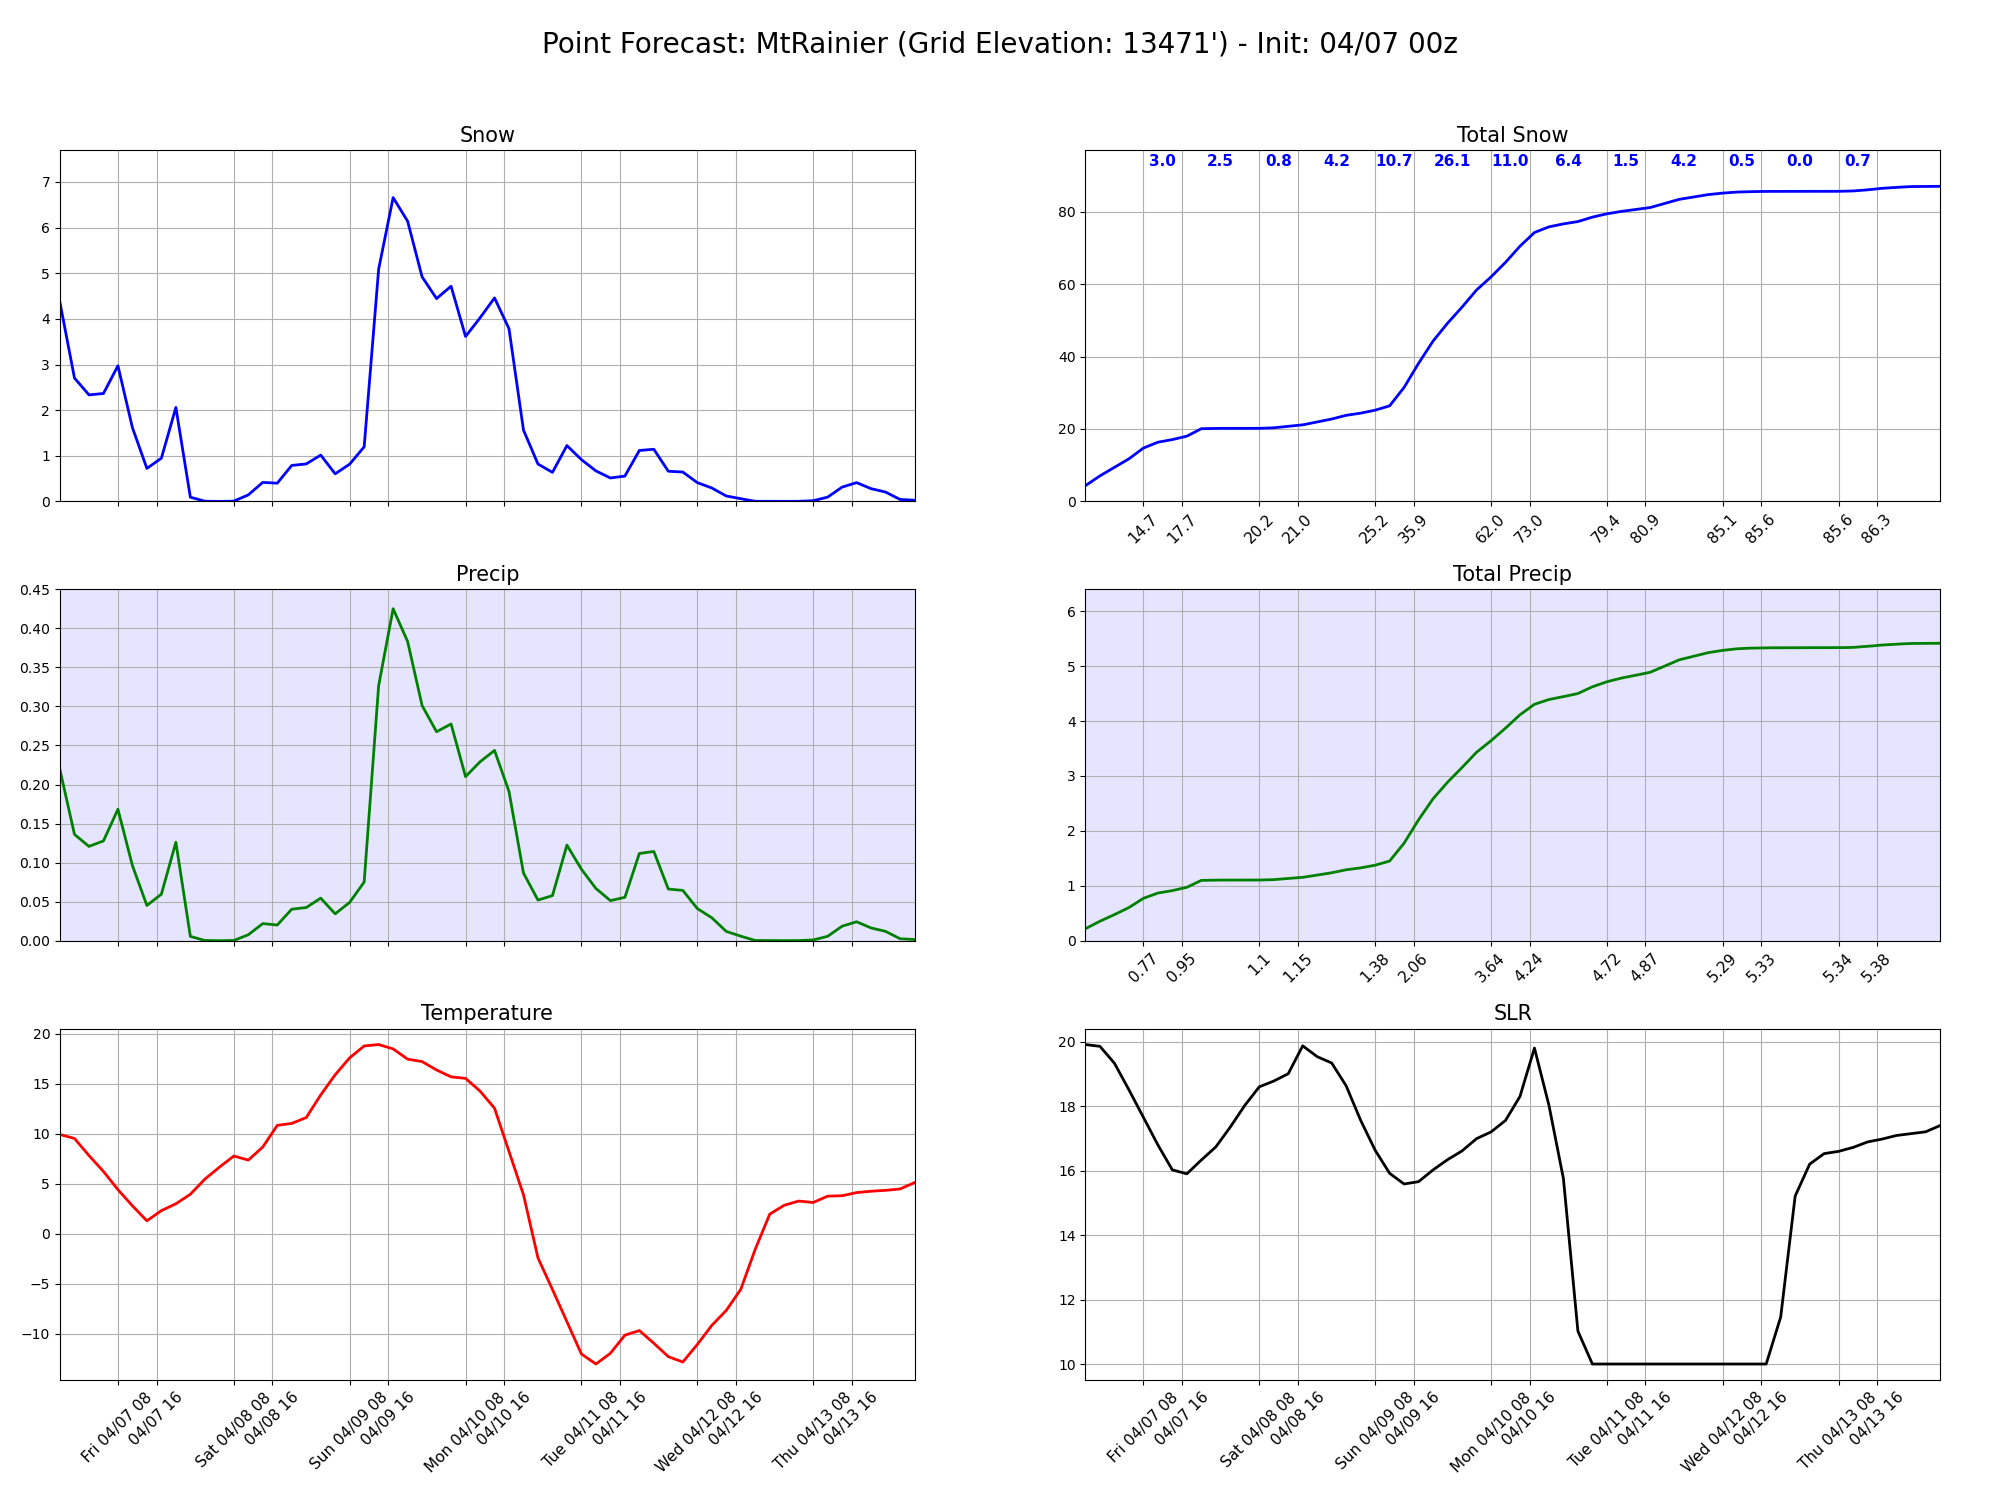 Point Forecast: MtRainier (Grid Elevation: 13471') - Init: 04/07 00z
Snow
7
6
5
4
3
2
1
0
Total Snow
3.0 2.5 0.8 4.2 10.7 26.1 11.0 6.4 1.5 4.2 0.5 0.0 0.7
80
60
40
20
0
14.7 17.7 20.2 21.0 25.2 35.9 62.0 73.0 79.4 80.9 85.1 85.6 85.6 86.3
Precip
0.45
0.40
0.35
0.30
0.25
0.20
0.15
0.10
0.05
0.00
Total Precip
6
5
4
3
2
1
0
0.77 0.95 1.1 1.15 1.38 2.06 3.64 4.24 4.72 4.87 5.29 5.33 5.34 5.38
Temperature
20
15
10
5
0
−5
−10
Fri 04/07 08
04/07 16
Sat 04/08 08
04/08 16
Sun 04/09 08
04/09 16
Mon 04/10 08
04/10 16
Tue 04/11 08
04/11 16
Wed 04/12 08
04/12 16
Thu 04/13 08
04/13 16
SLR
20
18
16
14
12
10
Fri 04/07 08
04/07 16
Sat 04/08 08
04/08 16
Sun 04/09 08
04/09 16
Mon 04/10 08
04/10 16
Tue 04/11 08
04/11 16
Wed 04/12 08
04/12 16
Thu 04/13 08
04/13 16